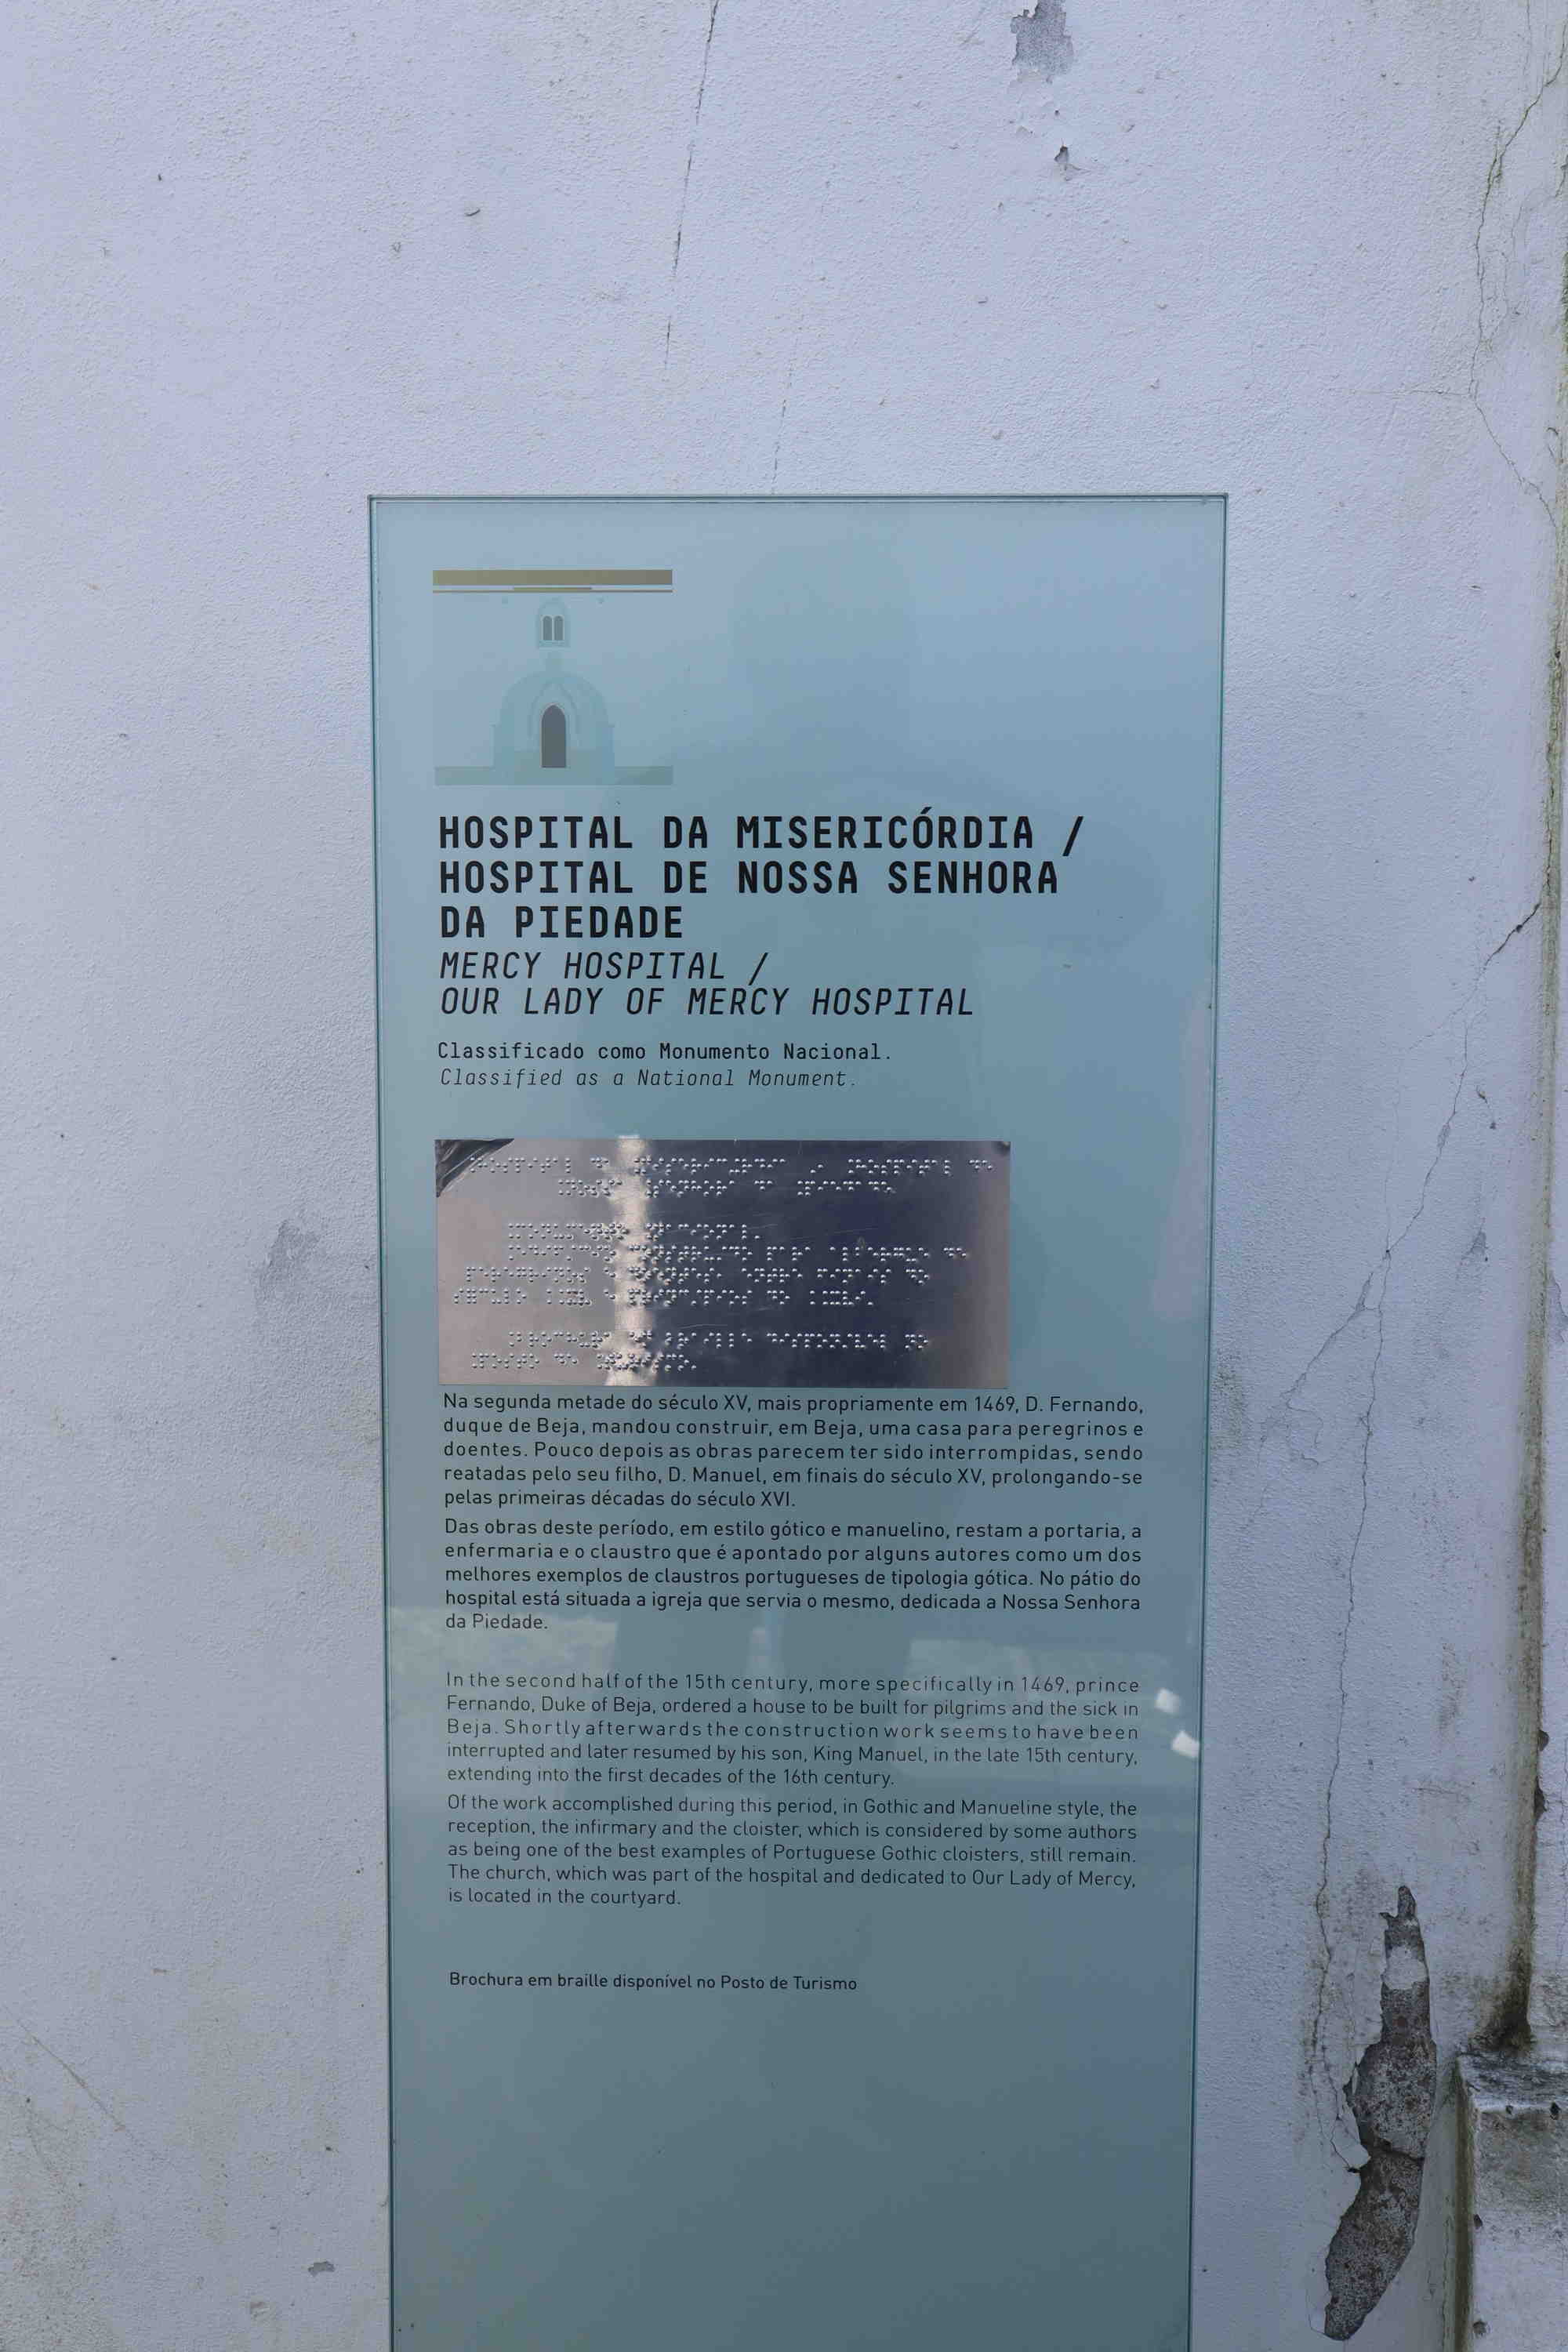 HOSPITAL DA MISERICÓRDIA /
HOSPITAL DE NOSSA SENHORA
DA PIEDADE
MERCY HOSPITAL /
OUR LADY OF MERCY HOSPITAL
Classificado como Monumento Nacional.
Classified as a National Monument.
Na segunda metade do século XV, mais propriamente em 1469, D. Fernando,
duque de Beja, mandou construir, em Beja, uma casa para peregrinos e
doentes. Pouco depois as obras parecem ter sido interrompidas, sendo
reatadas pelo seu filho, D. Manuel, em finais do século XV, prolongando-se
pelas primeiras décadas do século XVI.
Das obras deste período, em estilo gótico e manuelino, restam a portaria, a
enfermaria e o claustro que é apontado por alguns autores como um dos
melhores exemplos de claustros portugueses de tipologia gótica. No pátio do
hospital está situada a igreja que servia o mesmo, dedicada a Nossa Senhora
da Piedade.
In the second half of the 15th century, more specifically in 1469, prince
Fernando, Duke of Beja, ordered a house to be built for pilgrims and the sick in
Beja. Shortly afterwards the construction work seems to have been
interrupted and later resumed by his son, King Manuel, in the late 15th century,
extending into the first decades of the 16th century.
Of the work accomplished during this period, in Gothic and Manueline style, the
reception, the infirmary and the cloister, which is considered by some authors
as being one of the best examples of Portuguese Gothic cloisters, still remain.
The church, which was part of the hospital and dedicated to Our Lady of Mercy,
is located in the courtyard.
Brochura em braille disponível no Posto de Turismo